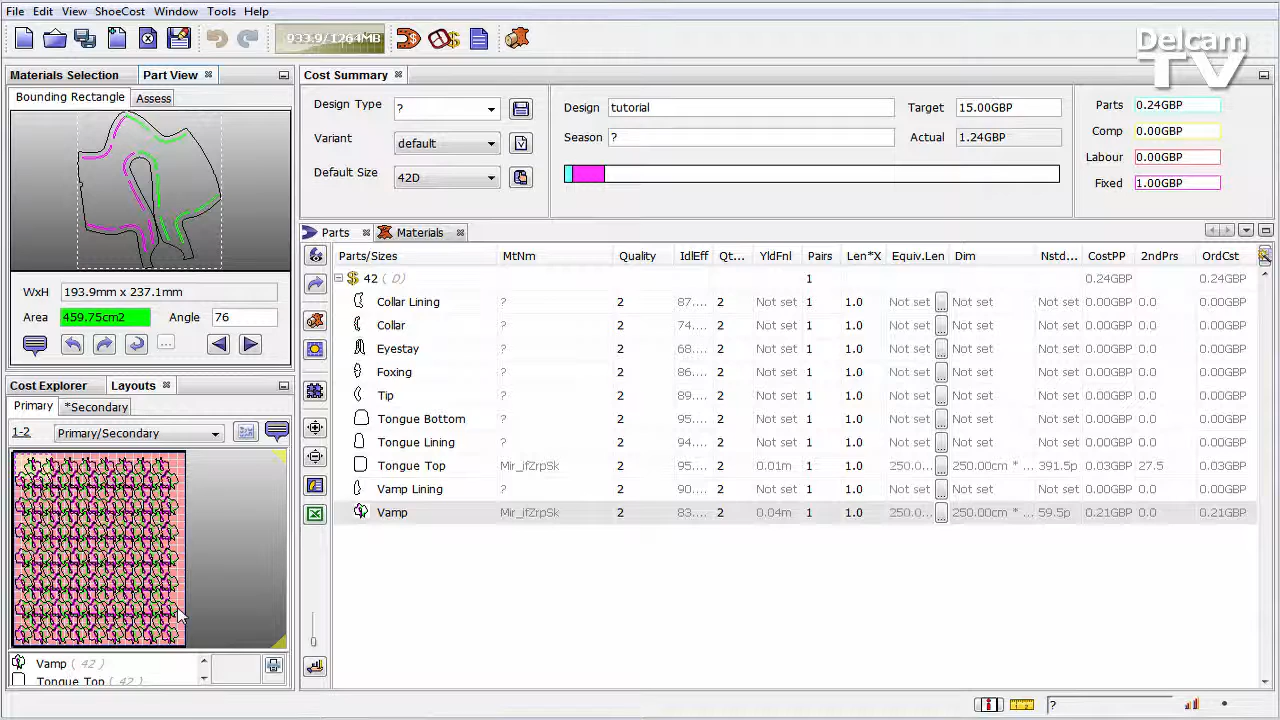 File Edit View ShoeCost Window Tools Help
933.9/1264MB
Delcam
TV
Materials Selection Part View
Bounding Rectangle Assess
WxH 193.9mm x 237.1mm
Area 459.75cm2 Angle 76
Cost Explorer Layouts
Primary *Secondary
1-2 Primary/Secondary
Vamp ( 42 )
Tongue Top ( 42 )
Cost Summary
Design Type ? Design tutorial Target 15.00GBP Parts 0.24GBP
Variant default Season ? Actual 1.24GBP Comp 0.00GBP
Default Size 42D Labour 0.00GBP
Fixed 1.00GBP
Parts Materials
Parts/Sizes MtNm Quality IdlEff Qt... YldFnl Pairs Len*X Equiv.Len Dim Nstd... CostPP 2ndPrs OrdCst
42 ( D ) 1 0.24GBP 0.24GBP
Collar Lining ? 2 87.... 2 Not set 1 1.0 Not set ... Not set Not set 0.00GBP 0.0 0.00GBP
Collar ? 2 74.... 2 Not set 1 1.0 Not set ... Not set Not set 0.00GBP 0.0 0.00GBP
Eyestay ? 2 68.... 2 Not set 1 1.0 Not set ... Not set Not set 0.00GBP 0.0 0.00GBP
Foxing ? 2 86.... 2 Not set 1 1.0 Not set ... Not set Not set 0.00GBP 0.0 0.00GBP
Tip ? 2 89.... 2 Not set 1 1.0 Not set ... Not set Not set 0.00GBP 0.0 0.00GBP
Tongue Bottom ? 2 95.... 2 Not set 1 1.0 Not set ... Not set Not set 0.00GBP 0.0 0.00GBP
Tongue Lining ? 2 94.... 2 Not set 1 1.0 Not set ... Not set Not set 0.00GBP 0.0 0.00GBP
Tongue Top Mir_ifZrpSk 2 95.... 2 0.01m 1 1.0 250.0... ... 250.00cm * ... 391.5p 0.03GBP 27.5 0.03GBP
Vamp Lining ? 2 90.... 2 Not set 1 1.0 Not set ... Not set Not set 0.00GBP 0.0 0.00GBP
Vamp Mir_ifZrpSk 2 83.... 2 0.04m 1 1.0 250.0... ... 250.00cm * ... 59.5p 0.21GBP 0.0 0.21GBP
?